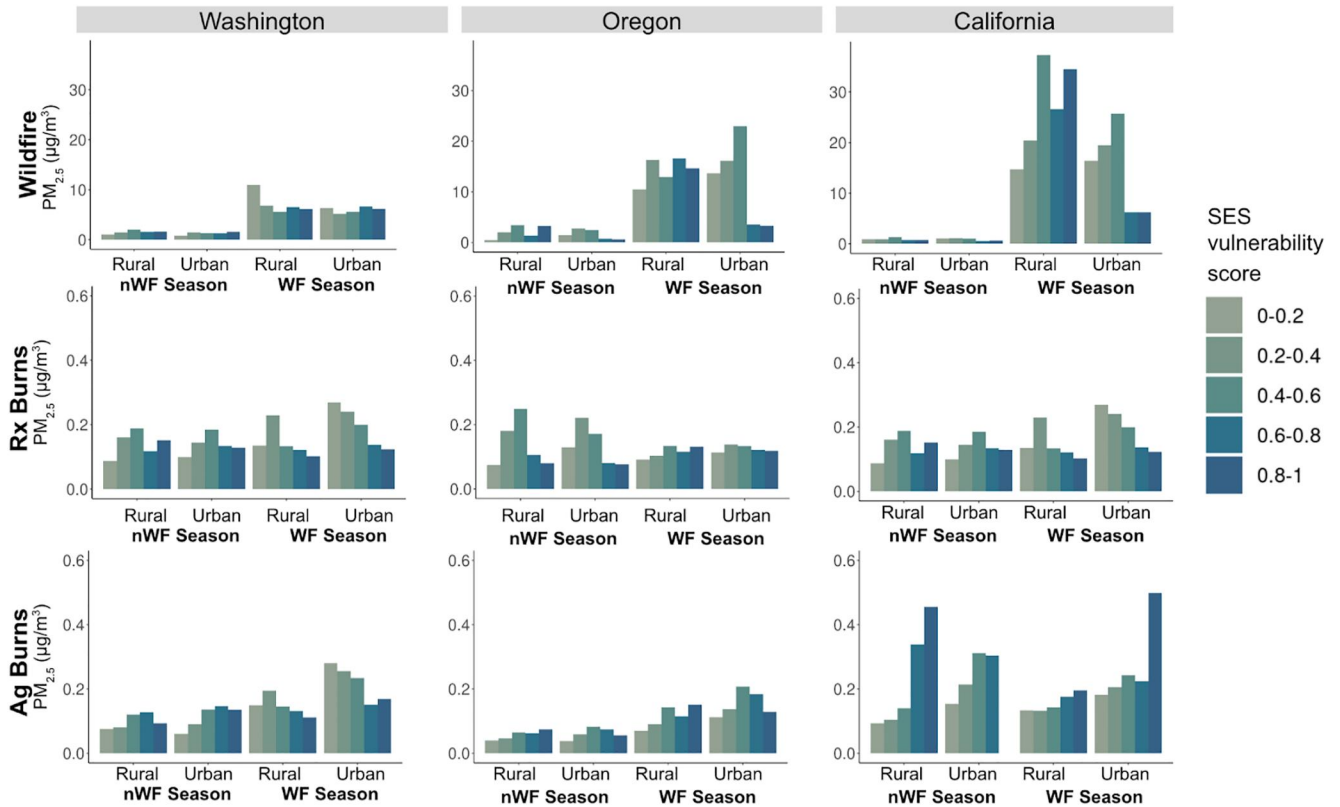 Washington
Oregon
California
Wildfire
PM2.5 (µg/m³)
30
20
10
0
Rural Urban Rural Urban
nWF Season WF Season
30
20
10
0
Rural Urban Rural Urban
nWF Season WF Season
30
20
10
0
Rural Urban Rural Urban
nWF Season WF Season
Rx Burns
PM2.5 (µg/m³)
0.6
0.4
0.2
0.0
Rural Urban Rural Urban
nWF Season WF Season
0.6
0.4
0.2
0.0
Rural Urban Rural Urban
nWF Season WF Season
0.6
0.4
0.2
0.0
Rural Urban Rural Urban
nWF Season WF Season
Ag Burns
PM2.5 (µg/m³)
0.6
0.4
0.2
0.0
Rural Urban Rural Urban
nWF Season WF Season
0.6
0.4
0.2
0.0
Rural Urban Rural Urban
nWF Season WF Season
0.6
0.4
0.2
0.0
Rural Urban Rural Urban
nWF Season WF Season
SES
vulnerability
score
0-0.2
0.2-0.4
0.4-0.6
0.6-0.8
0.8-1